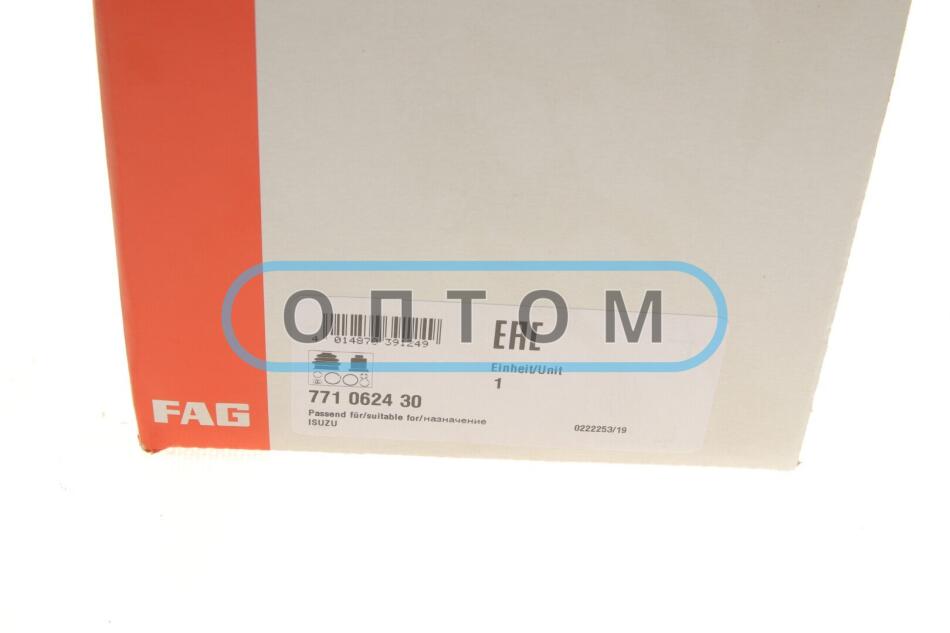 ОПТОМ
EAC
4 014870 391249
Einheit/Unit
1
771 0624 30
Passend für/suitable for/назначение
ISUZU
0222253/19
FAG